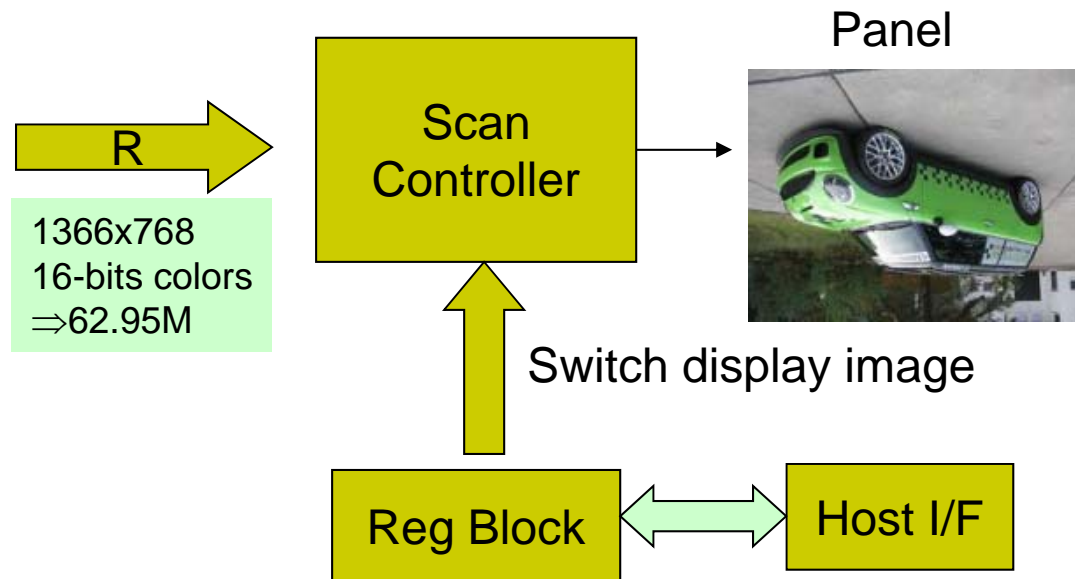 Panel
Scan
Controller
R
1366x768
16-bits colors
⇒62.95M
Switch display image
Reg Block
Host I/F